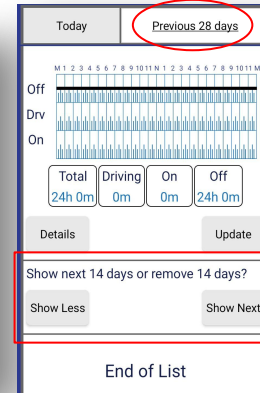 Today Previous 28 days
M 1 2 3 4 5 6 7 8 9 10 11 N 1 2 3 4 5 6 7 8 9 10 11 M
Off
Drv
On
Total Driving On Off
24h 0m 0m 0m 24h 0m
Details Update
Show next 14 days or remove 14 days?
Show Less Show Next
End of List